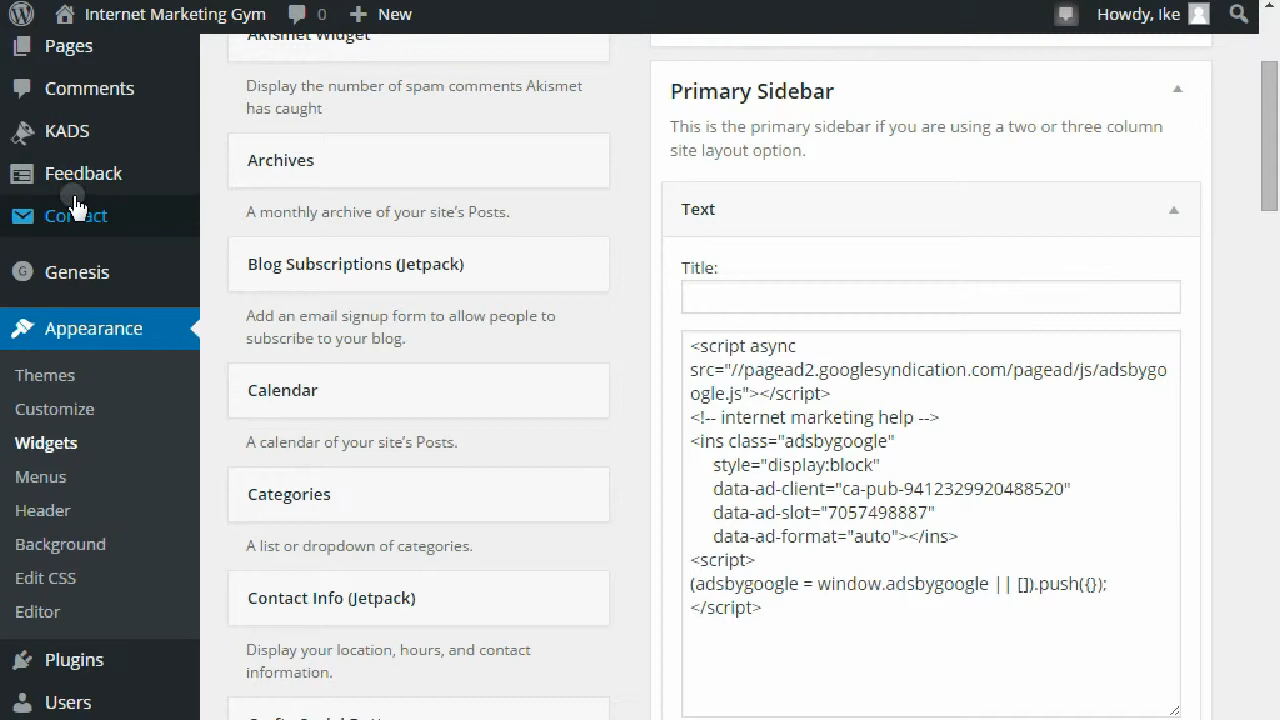 Internet Marketing Gym 0 New Howdy, Ike
Pages
Comments
KADS
Feedback
Contact
Genesis
Appearance
Themes
Customize
Widgets
Menus
Header
Background
Edit CSS
Editor
Plugins
Users
Akismet Widget
Display the number of spam comments Akismet
has caught
Archives
A monthly archive of your site's Posts.
Blog Subscriptions (Jetpack)
Add an email signup form to allow people to
subscribe to your blog.
Calendar
A calendar of your site's Posts.
Categories
A list or dropdown of categories.
Contact Info (Jetpack)
Display your location, hours, and contact
information.
Primary Sidebar
This is the primary sidebar if you are using a two or three column
site layout option.
Text
Title:
<script async
src="//pagead2.googlesyndication.com/pagead/js/adsbygo
ogle.js"></script>
<!-- internet marketing help -->
<ins class="adsbygoogle"
style="display:block"
data-ad-client="ca-pub-9412329920488520"
data-ad-slot="7057498887"
data-ad-format="auto"></ins>
<script>
(adsbygoogle = window.adsbygoogle || []).push({});
</script>